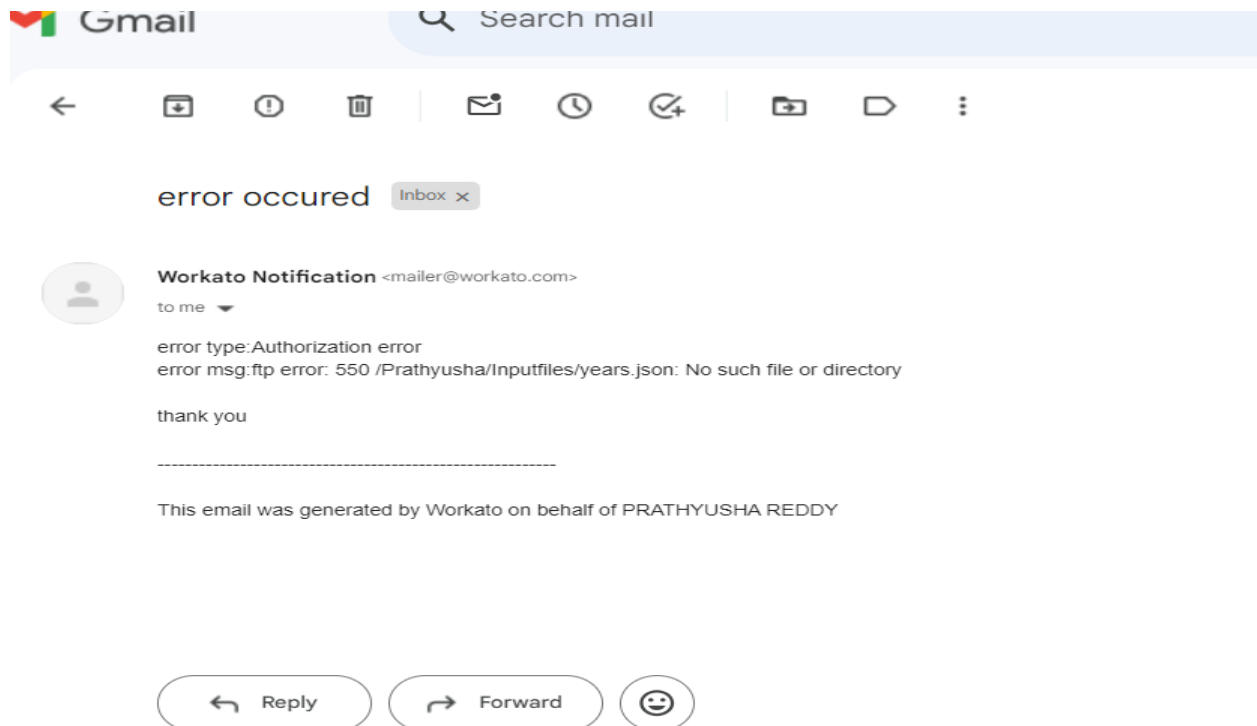 Gmail
Search mail
error occured Inbox x
Workato Notification <mailer@workato.com>
to me
error type:Authorization error
error msg:ftp error: 550 /Prathyusha/Inputfiles/years.json: No such file or directory
thank you
---------------------------------------------------------
This email was generated by Workato on behalf of PRATHYUSHA REDDY
Reply
Forward